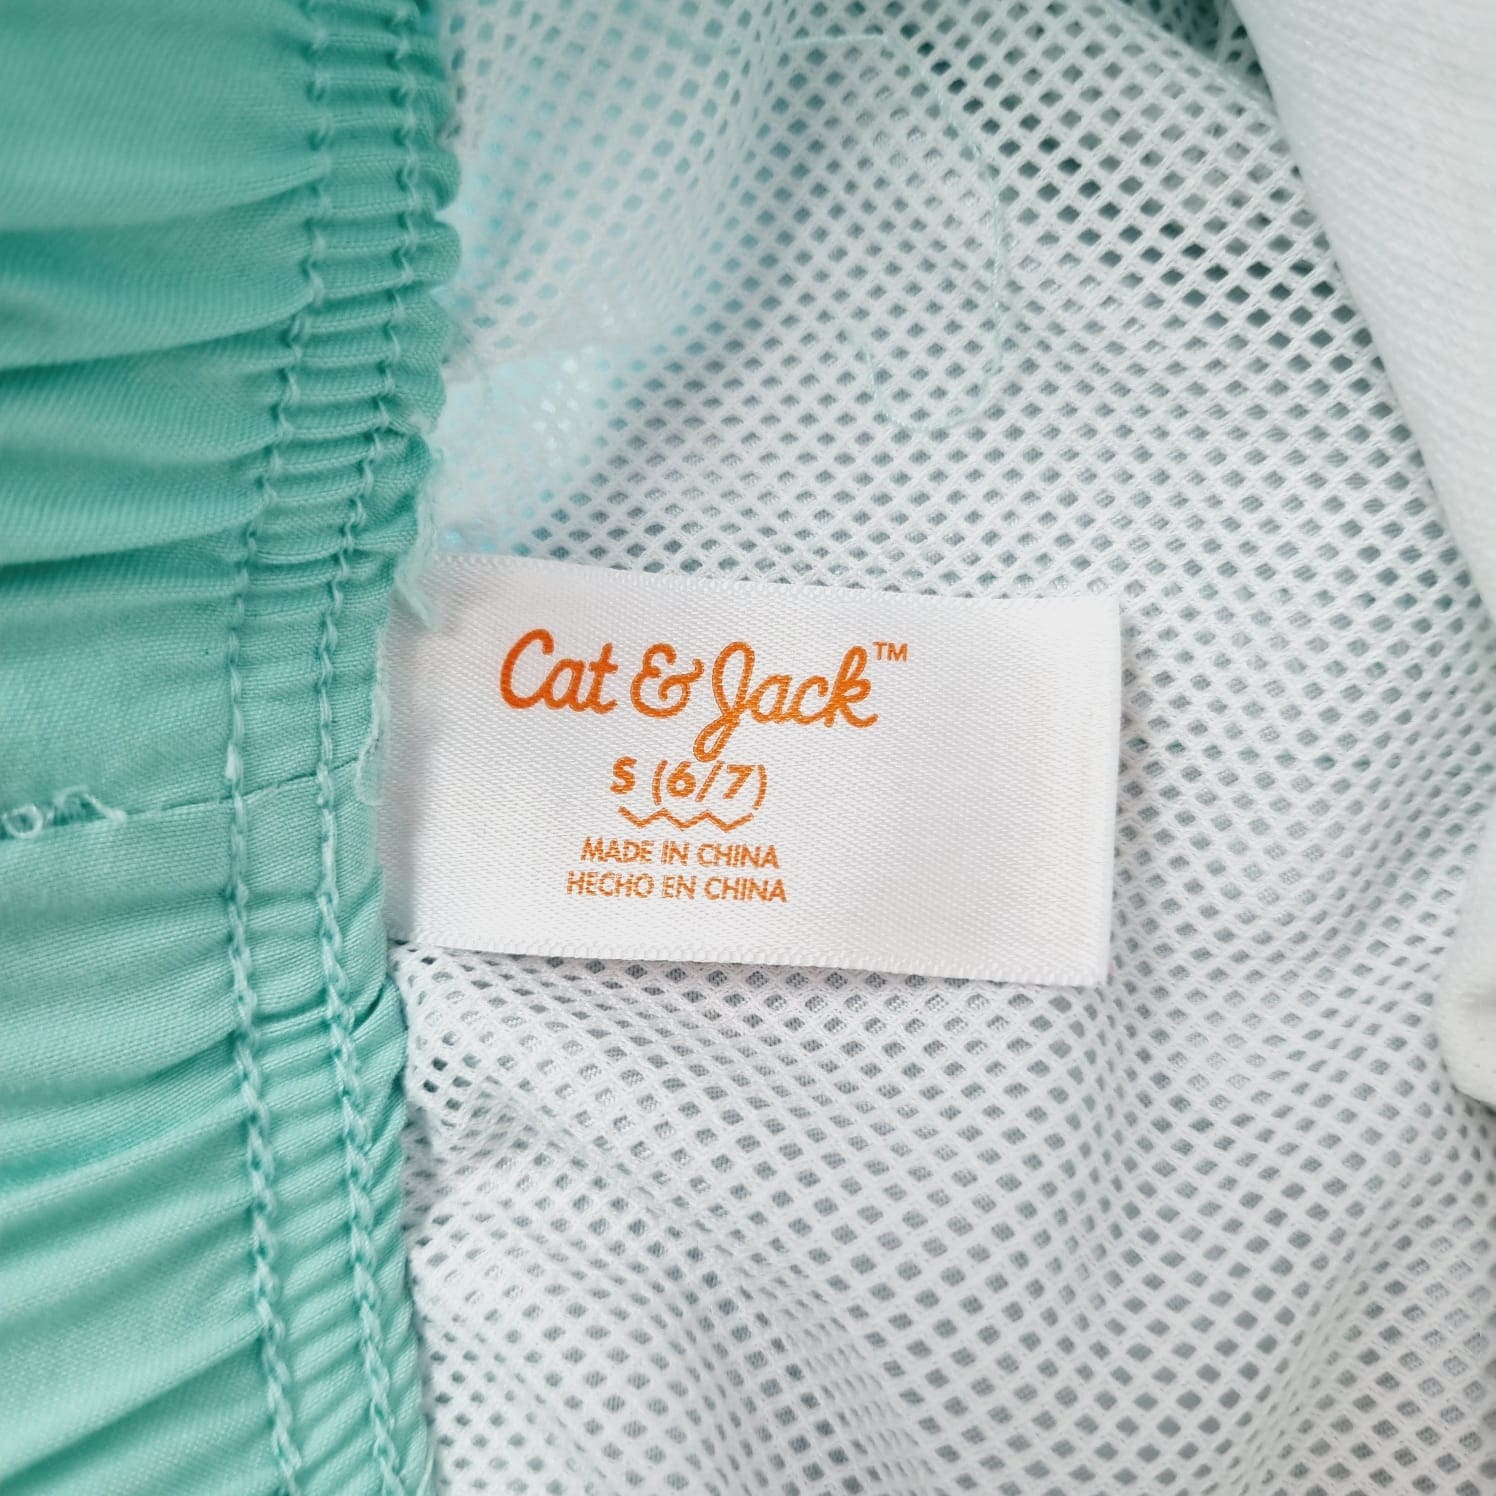 Cat & Jack™
S (6/7)
MADE IN CHINA
HECHO EN CHINA